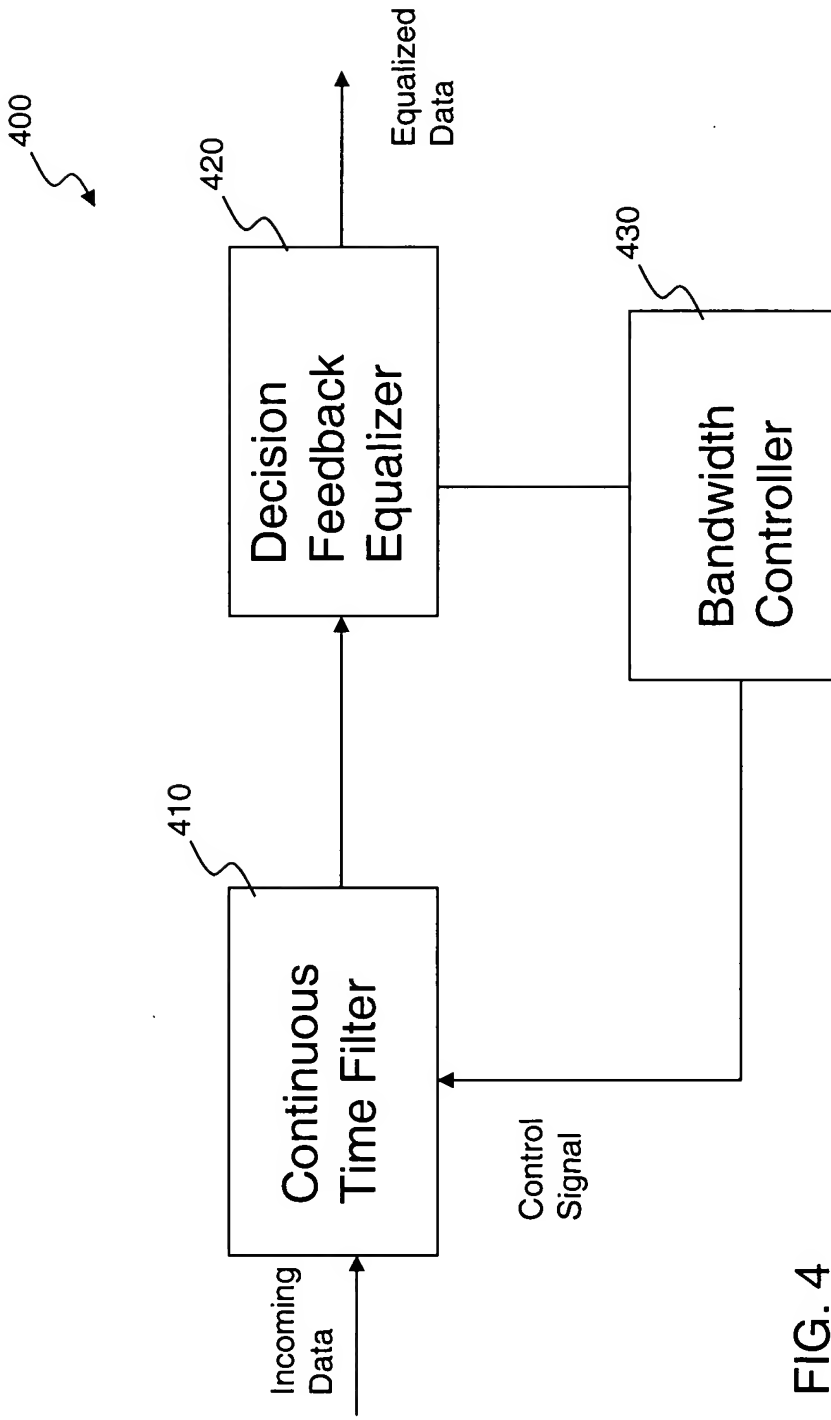 400
Incoming
Data
Continuous
Time Filter
410
Decision
Feedback
Equalizer
420
Equalized
Data
Control
Signal
Bandwidth
Controller
430
FIG. 4